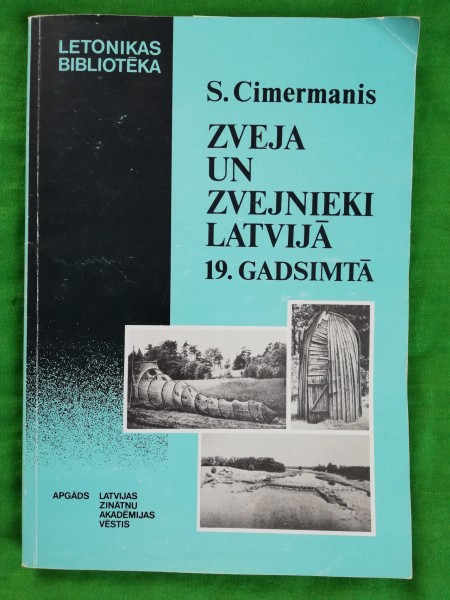 LETONIKAS
BIBLIOTĒKA
S. Cimermanis
ZVEJA
UN
ZVEJNIEKI
LATVIJĀ
19. GADSIMTĀ
APGĀDS LATVIJAS
ZINĀTŅU
AKADĒMIJAS
VĒSTIS